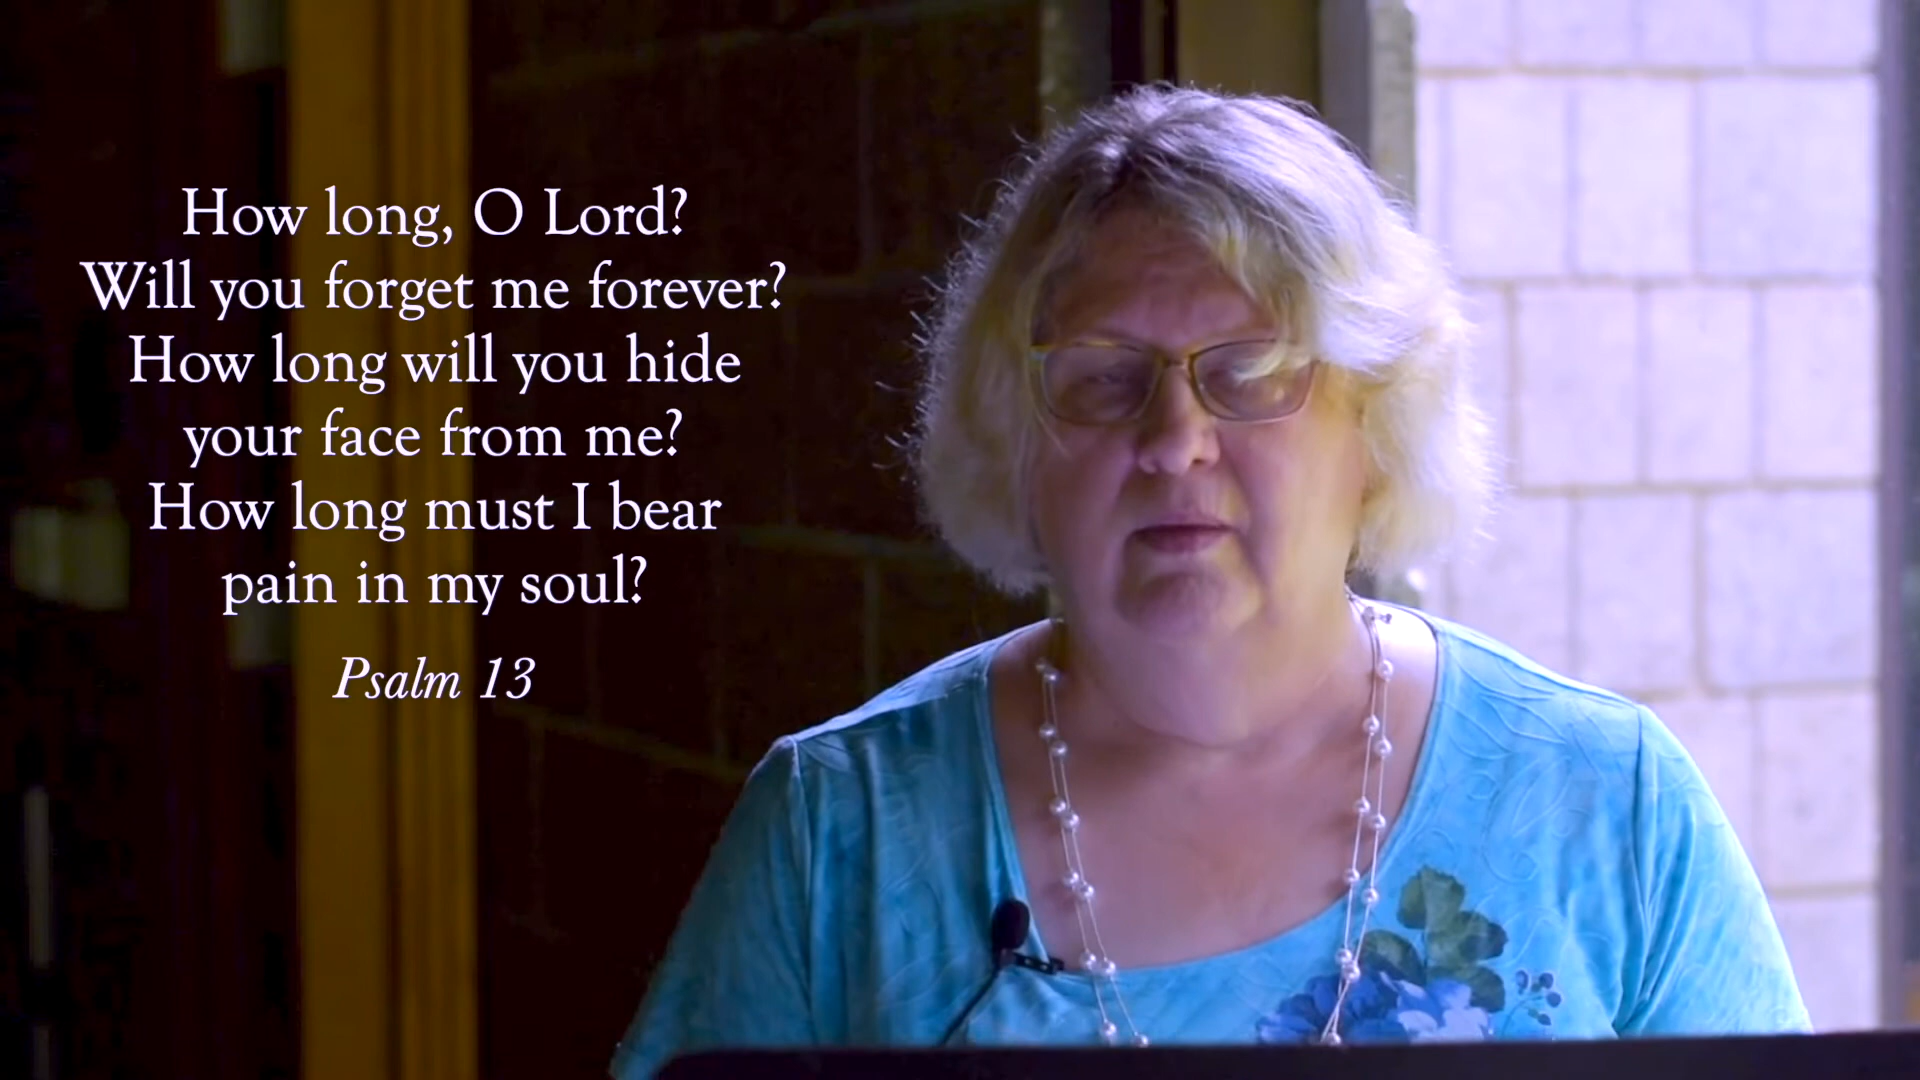 How long, O Lord?
Will you forget me forever?
How long will you hide
your face from me?
How long must I bear
pain in my soul?
Psalm 13